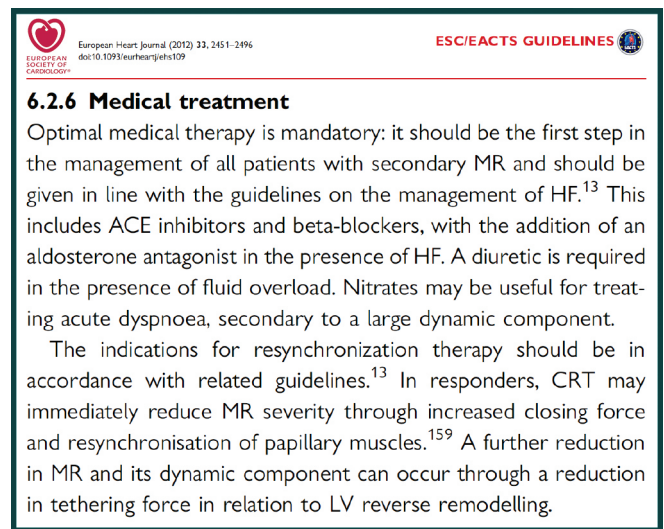 European Heart Journal (2012) 33, 2451–2496
doi:10.1093/eurheartj/ehs109
ESC/EACTS GUIDELINES
EACTS
EUROPEAN
SOCIETY OF
CARDIOLOGY®
6.2.6 Medical treatment
Optimal medical therapy is mandatory: it should be the first step in
the management of all patients with secondary MR and should be
given in line with the guidelines on the management of HF.13 This
includes ACE inhibitors and beta-blockers, with the addition of an
aldosterone antagonist in the presence of HF. A diuretic is required
in the presence of fluid overload. Nitrates may be useful for treat-
ing acute dyspnoea, secondary to a large dynamic component.
The indications for resynchronization therapy should be in
accordance with related guidelines.13 In responders, CRT may
immediately reduce MR severity through increased closing force
and resynchronisation of papillary muscles.159 A further reduction
in MR and its dynamic component can occur through a reduction
in tethering force in relation to LV reverse remodelling.